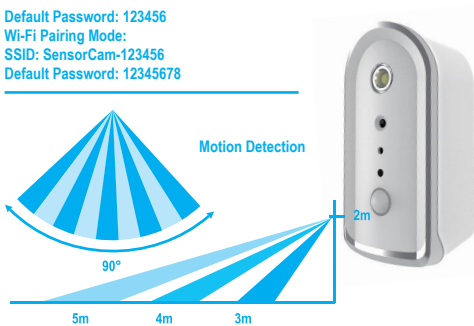 Default Password: 123456
Wi-Fi Pairing Mode:
SSID: SensorCam-123456
Default Password: 12345678
Motion Detection
2m
90°
5m 4m 3m